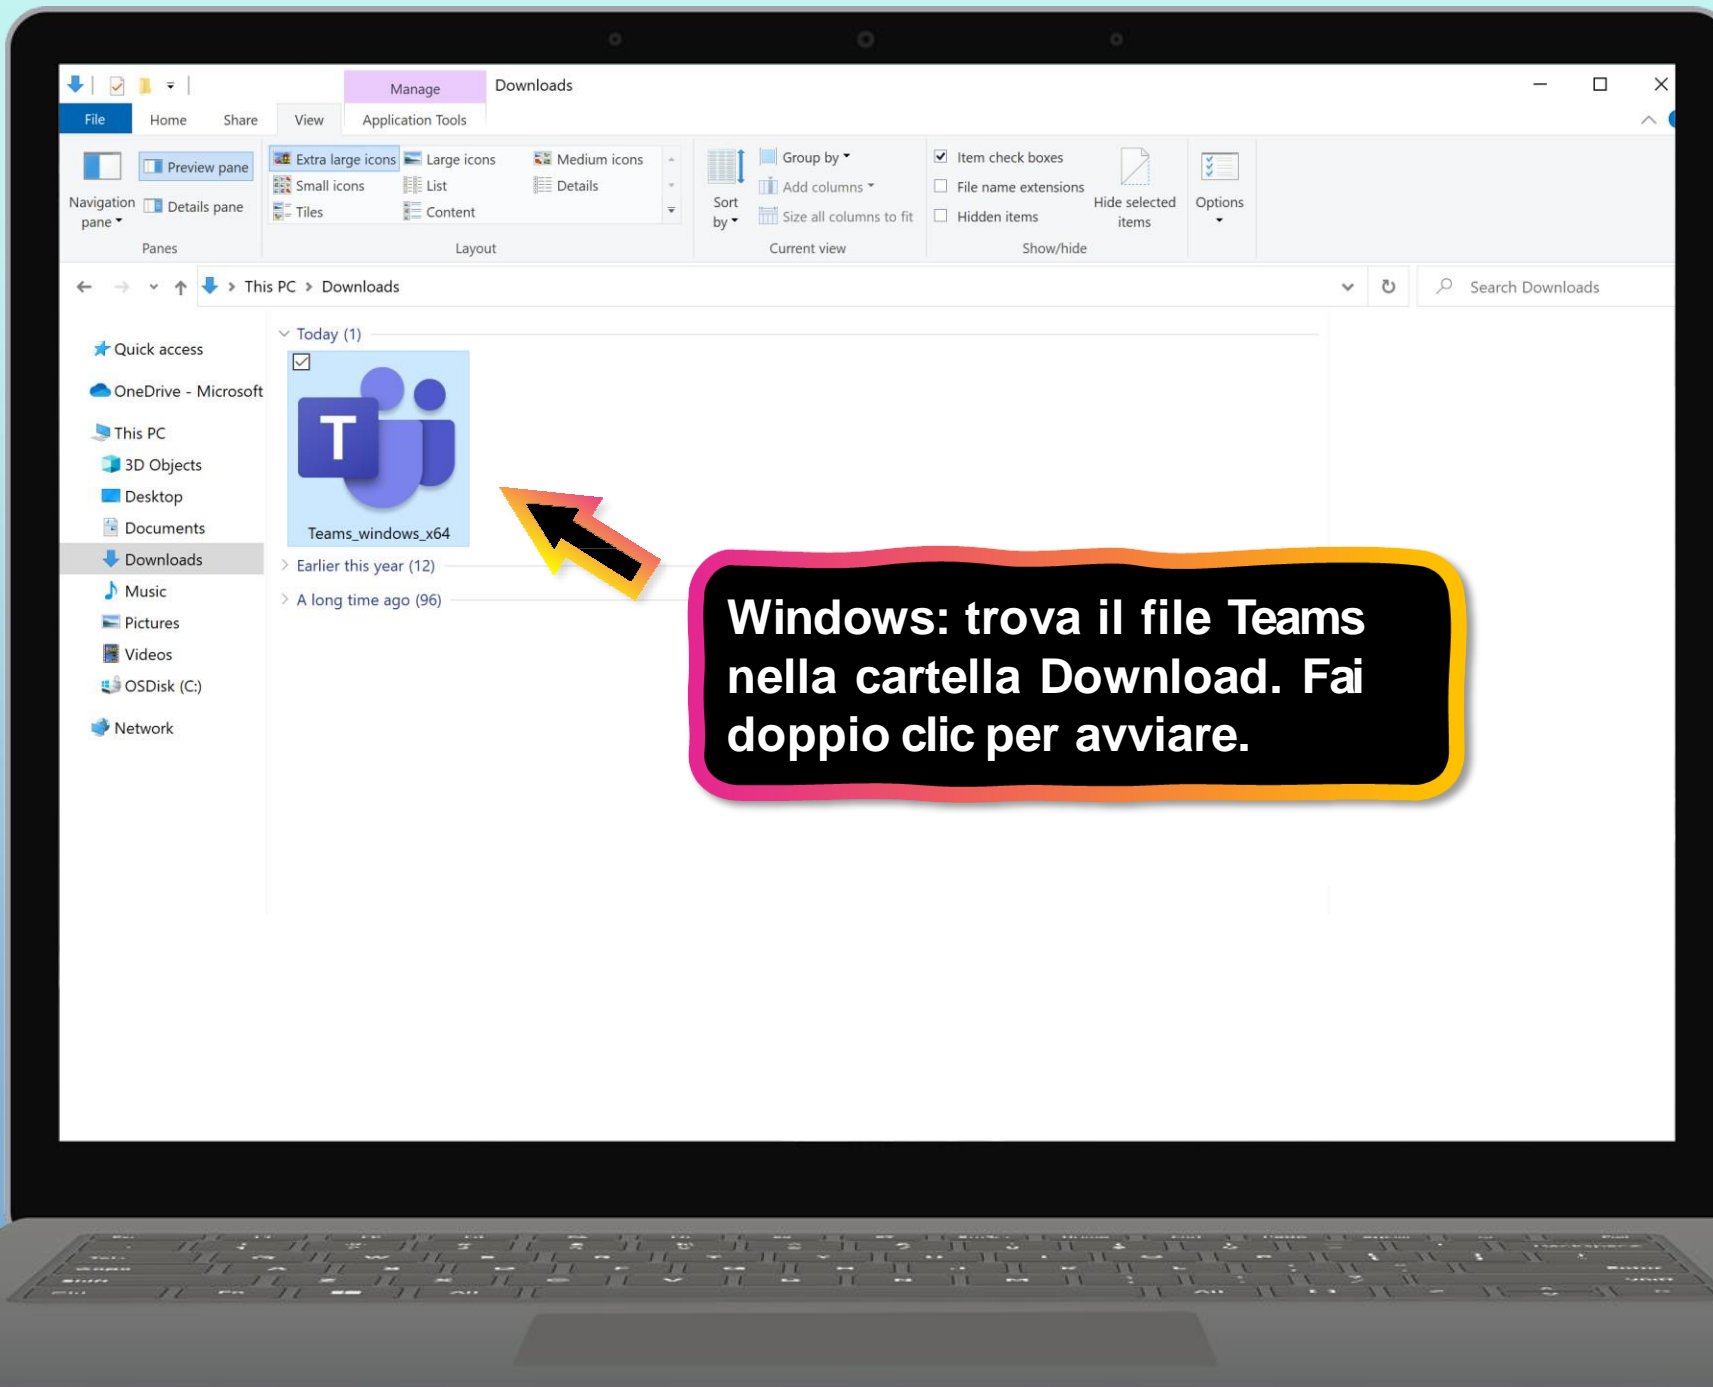 Manage
Downloads
File
Home
Share
View
Application Tools
Preview pane
Extra large icons
Large icons
Medium icons
Group by
Item check boxes
Small icons
List
Details
Add columns
File name extensions
Navigation pane
Details pane
Tiles
Content
Sort by
Size all columns to fit
Hidden items
Hide selected items
Options
Panes
Layout
Current view
Show/hide
This PC > Downloads
Search Downloads
Today (1)
Quick access
OneDrive - Microsoft
This PC
3D Objects
Desktop
Documents
Downloads
Music
Pictures
Videos
OSDisk (C:)
Network
T
Teams_windows_x64
Earlier this year (12)
A long time ago (96)
Windows: trova il file Teams
nella cartella Download. Fai
doppio clic per avviare.